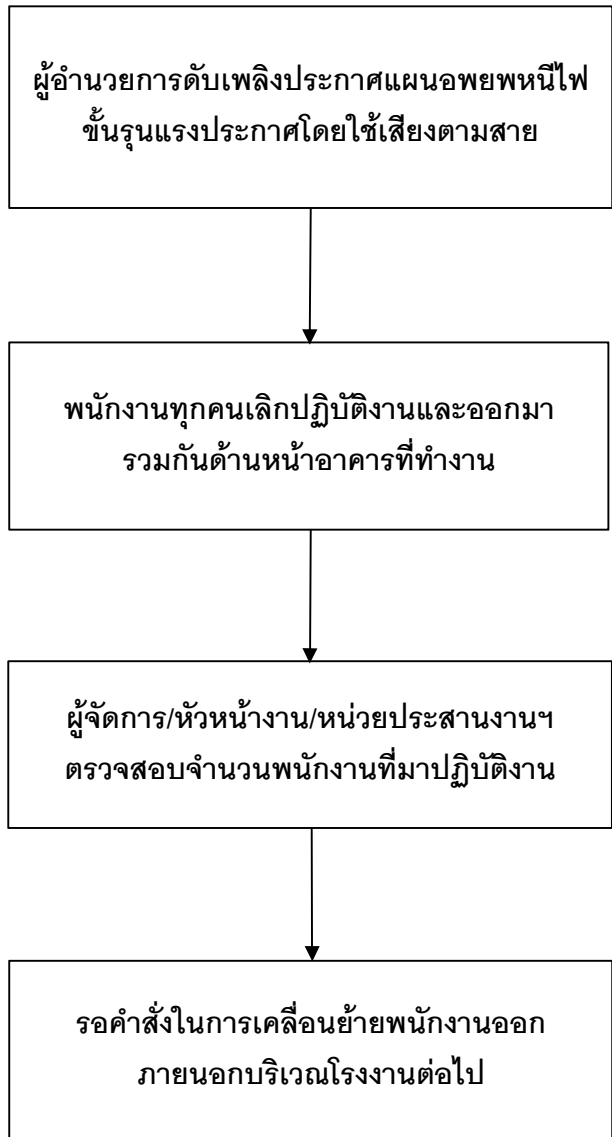 ผู้อำนวยการดับเพลิงประกาศแผนอพยพหนีไฟ
ขั้นรุนแรงประกาศโดยใช้เสียงตามสาย
พนักงานทุกคนเลิกปฏิบัติงานและออกมา
รวมกันด้านหน้าอาคารที่ทำงาน
ผู้จัดการ/หัวหน้างาน/หน่วยประสานงานฯ
ตรวจสอบจำนวนพนักงานที่มาปฏิบัติงาน
รอคำสั่งในการเคลื่อนย้ายพนักงานออก
ภายนอกบริเวณโรงงานต่อไป